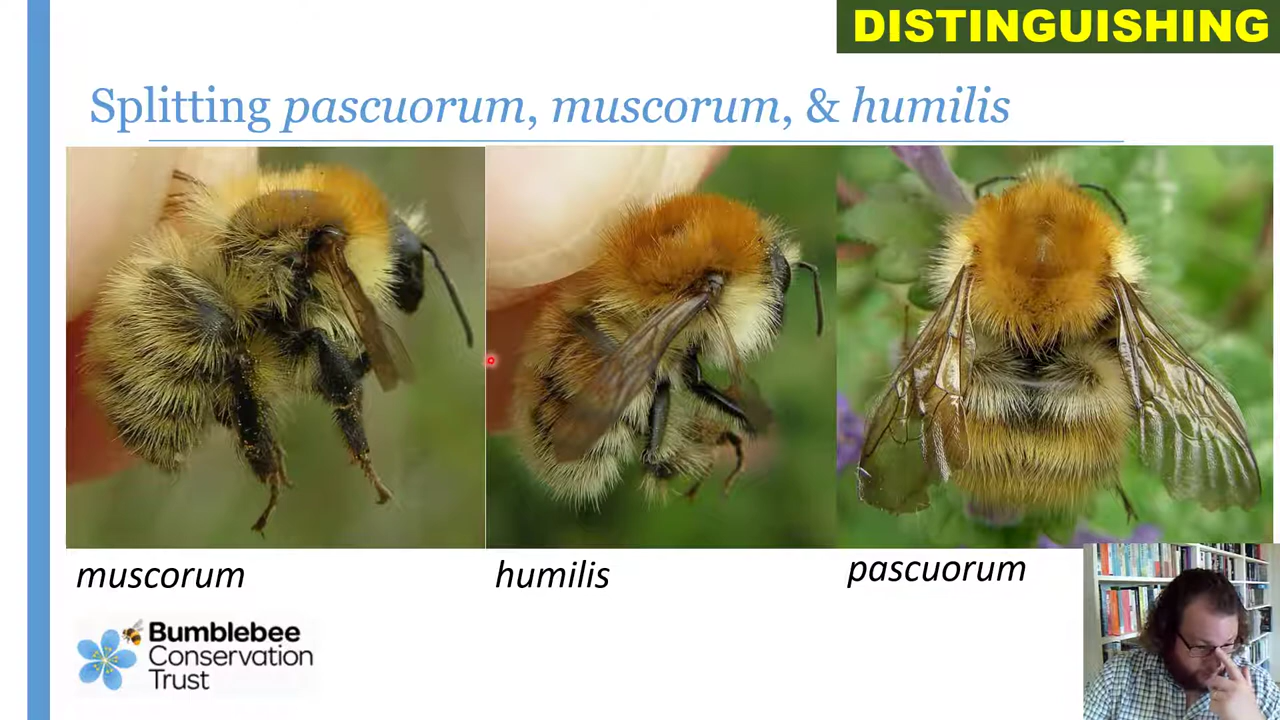 DISTINGUISHING
Splitting pascuorum, muscorum, & humilis
muscorum
humilis
pascuorum
Bumblebee
Conservation
Trust